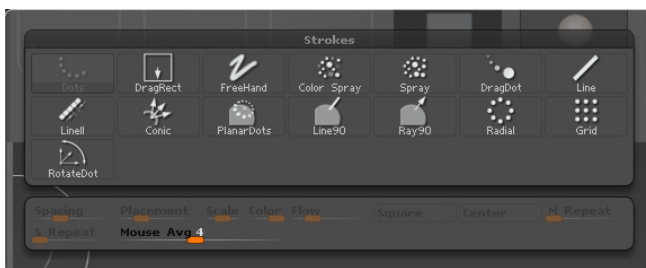 Strokes
Dots DragRect FreeHand Color Spray Spray DragDot Line
LineII Conic PlanarDots Line90 Ray90 Radial Grid
RotateDot
Spacing Placement Scale Color Flow Square Center M Repeat
S Repeat Mouse Avg 4